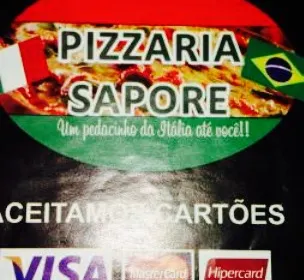 PIZZARIA
SAPORE
Um pedacinho da Itália até você!!
ACEITAMOS CARTÕES
VISA
MasterCard
Hipercard